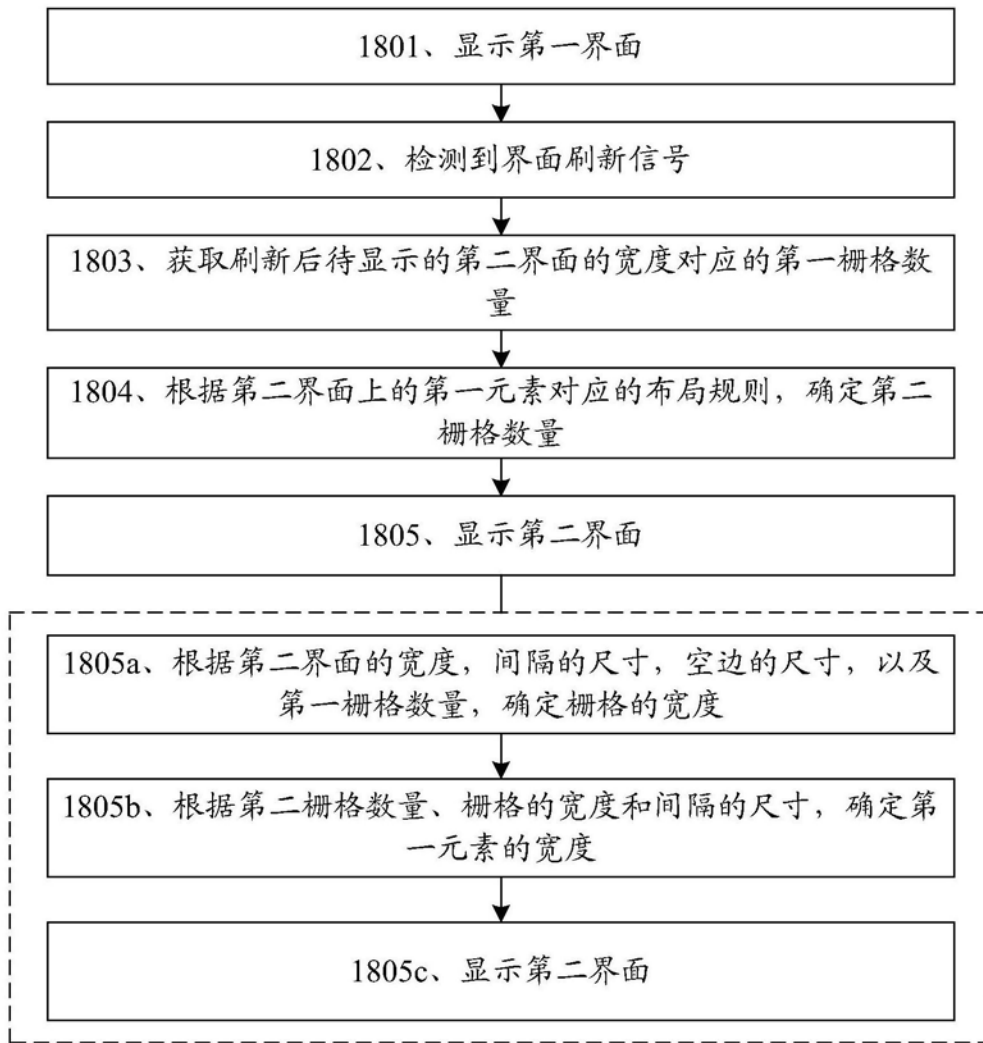 1801、显示第一界面
1802、检测到界面刷新信号
1803、获取刷新后待显示的第二界面的宽度对应的第一栅格数
量
1804、根据第二界面上的第一元素对应的布局规则，确定第二
栅格数量
1805、显示第二界面
1805a、根据第二界面的宽度，间隔的尺寸，空边的尺寸，以及
第一栅格数量，确定栅格的宽度
1805b、根据第二栅格数量、栅格的宽度和间隔的尺寸，确定第
一元素的宽度
1805c、显示第二界面